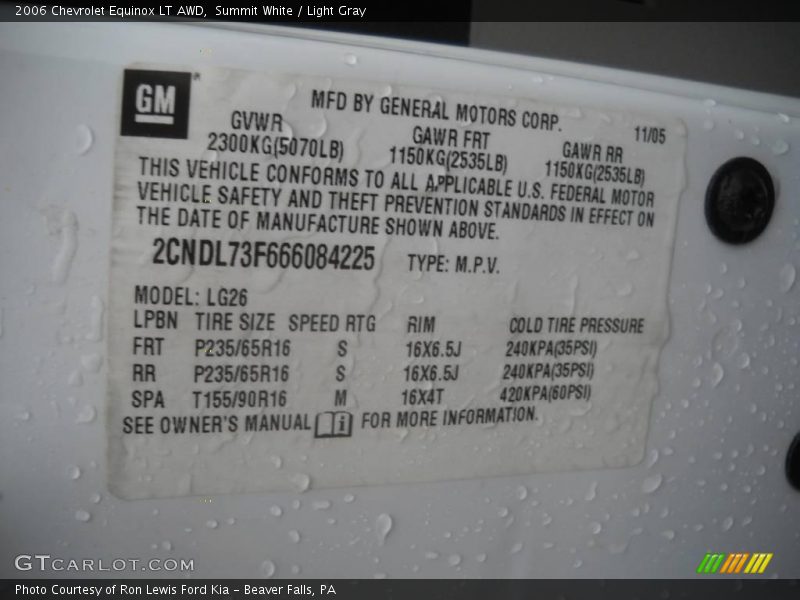 2006 Chevrolet Equinox LT AWD, Summit White / Light Gray
GM ®
MFD BY GENERAL MOTORS CORP. 11/05
GVWR GAWR FRT GAWR RR
2300KG(5070LB) 1150KG(2535LB) 1150KG(2535LB)
THIS VEHICLE CONFORMS TO ALL APPLICABLE U.S. FEDERAL MOTOR
VEHICLE SAFETY AND THEFT PREVENTION STANDARDS IN EFFECT ON
THE DATE OF MANUFACTURE SHOWN ABOVE.
2CNDL73F666084225 TYPE: M.P.V.
MODEL: LG26
LPBN TIRE SIZE SPEED RTG RIM COLD TIRE PRESSURE
FRT P235/65R16 S 16X6.5J 240KPA(35PSI)
RR P235/65R16 S 16X6.5J 240KPA(35PSI)
SPA T155/90R16 M 16X4T 420KPA(60PSI)
SEE OWNER'S MANUAL i FOR MORE INFORMATION.
GTCARLOT.COM
Photo Courtesy of Ron Lewis Ford Kia - Beaver Falls, PA